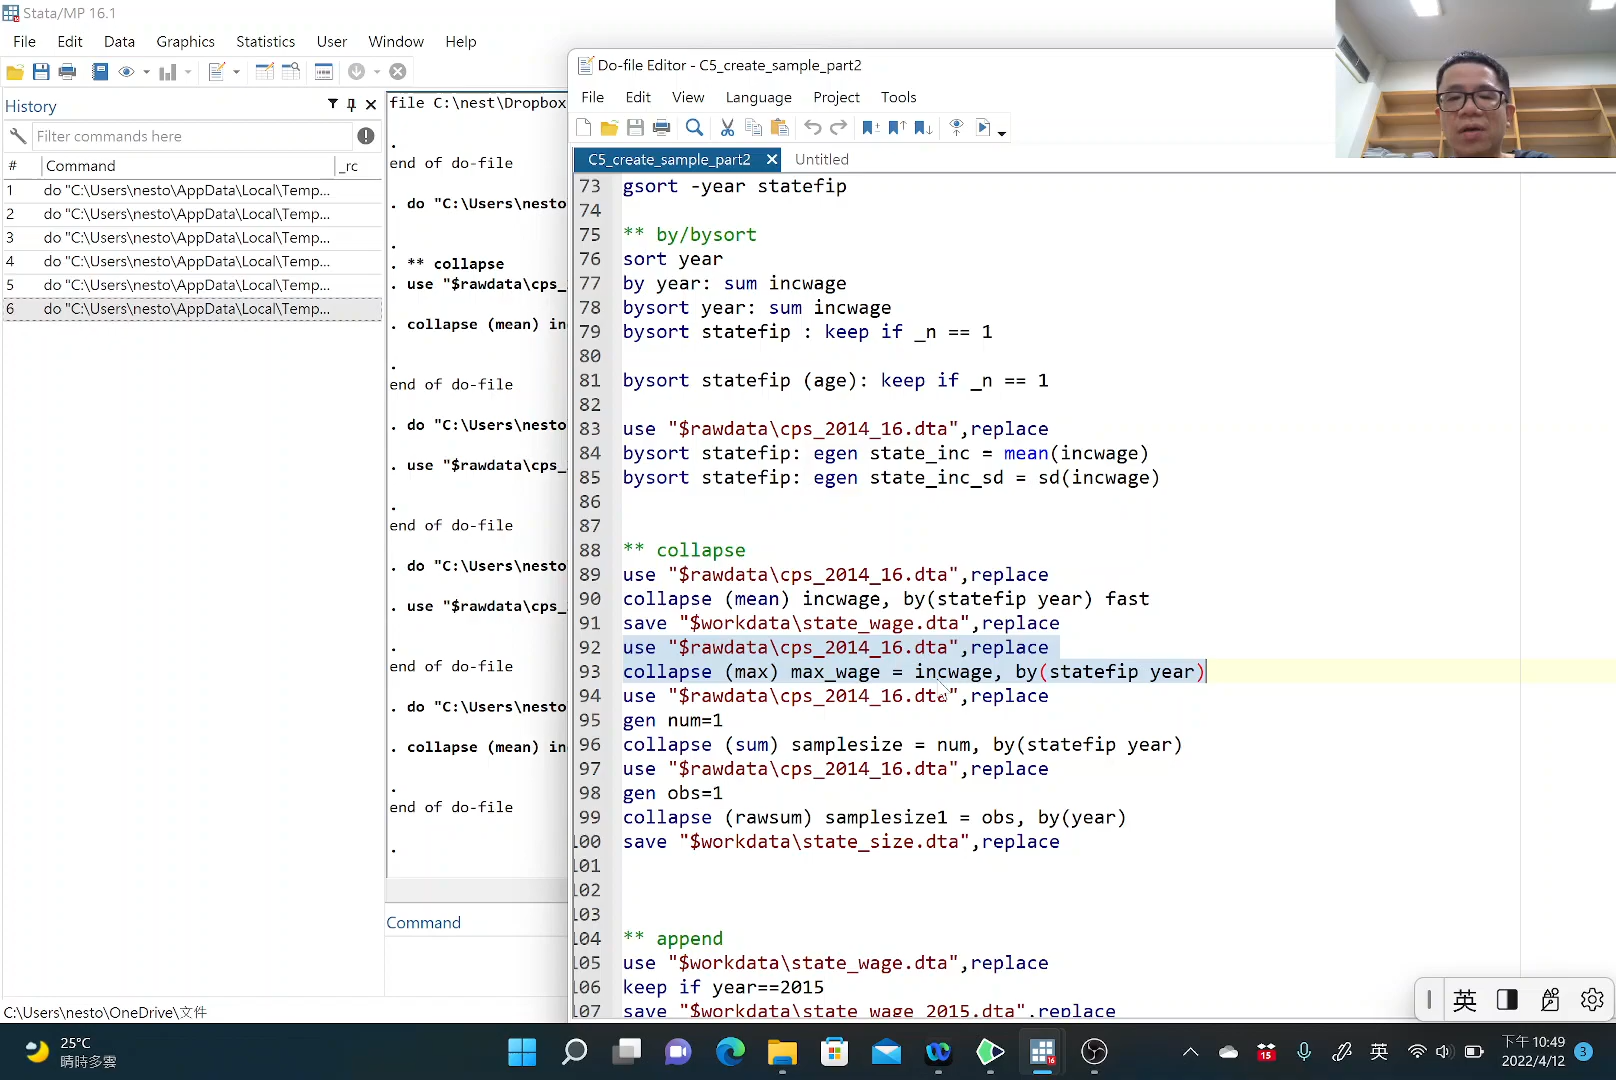 Stata/MP 16.1
File Edit Data Graphics Statistics User Window Help
History
Filter commands here
# Command _rc
1 do "C:\Users\nesto\AppData\Local\Temp...
2 do "C:\Users\nesto\AppData\Local\Temp...
3 do "C:\Users\nesto\AppData\Local\Temp...
4 do "C:\Users\nesto\AppData\Local\Temp...
5 do "C:\Users\nesto\AppData\Local\Temp...
6 do "C:\Users\nesto\AppData\Local\Temp...
file C:\nest\Dropbox
.
end of do-file
. do "C:\Users\nesto
.
. ** collapse
. use "$rawdata\cps_
. collapse (mean) in
.
end of do-file
. do "C:\Users\nesto
. use "$rawdata\cps_
.
end of do-file
. do "C:\Users\nesto
. use "$rawdata\cps_
.
end of do-file
. do "C:\Users\nesto
. collapse (mean) in
.
end of do-file
.
Command
C:\Users\nesto\OneDrive\文件
Do-file Editor - C5_create_sample_part2
File Edit View Language Project Tools
C5_create_sample_part2 Untitled
73 gsort -year statefip
74
75 ** by/bysort
76 sort year
77 by year: sum incwage
78 bysort year: sum incwage
79 bysort statefip : keep if _n == 1
80
81 bysort statefip (age): keep if _n == 1
82
83 use "$rawdata\cps_2014_16.dta",replace
84 bysort statefip: egen state_inc = mean(incwage)
85 bysort statefip: egen state_inc_sd = sd(incwage)
86
87
88 ** collapse
89 use "$rawdata\cps_2014_16.dta",replace
90 collapse (mean) incwage, by(statefip year) fast
91 save "$workdata\state_wage.dta",replace
92 use "$rawdata\cps_2014_16.dta",replace
93 collapse (max) max_wage = incwage, by(statefip year)
94 use "$rawdata\cps_2014_16.dta",replace
95 gen num=1
96 collapse (sum) samplesize = num, by(statefip year)
97 use "$rawdata\cps_2014_16.dta",replace
98 gen obs=1
99 collapse (rawsum) samplesize1 = obs, by(year)
100 save "$workdata\state_size.dta",replace
101
102
103
104 ** append
105 use "$workdata\state_wage.dta",replace
106 keep if year==2015
107 save "$workdata\state_wage_2015.dta",replace
英
25°C
晴時多雲
16
15
英
下午 10:49
2022/4/12
3